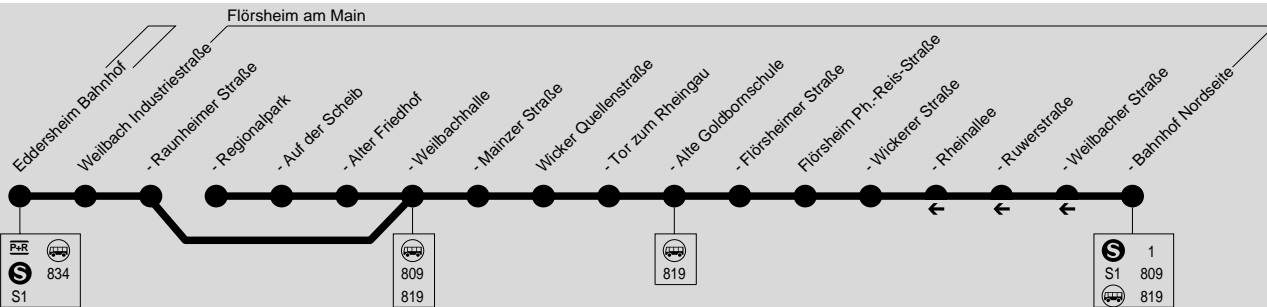 Flörsheim am Main
Eddersheim Bahnhof
Weilbach Industriestraße
- Raunheimer Straße
- Regionalpark
- Auf der Scheib
- Alter Friedhof
- Weilbachhalle
- Mainzer Straße
Wicker Quellenstraße
- Tor zum Rheingau
- Alte Goldbornschule
- Flörsheimer Straße
Flörsheim Ph.-Reis-Straße
- Wickerer Straße
- Rheinallee
- Ruwerstraße
- Weilbacher Straße
- Bahnhof Nordseite
P+R
S 834
S1
809
819
819
S 1
S1 809
819